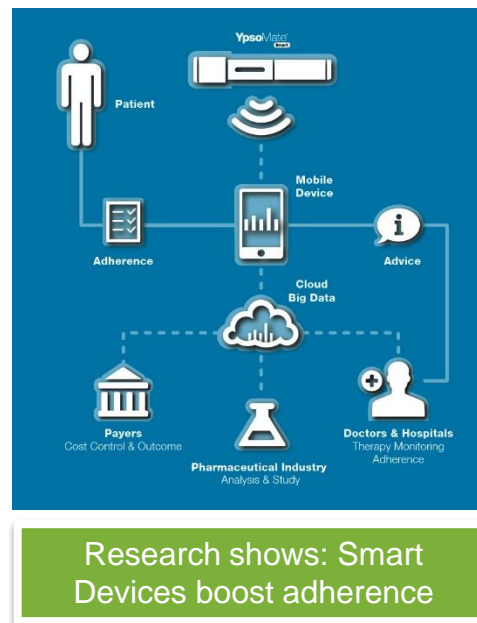 YpsoMate
Smart
Patient
Mobile
Device
Adherence
Advice
Cloud
Big Data
Payers
Cost Control & Outcome
Doctors & Hospitals
Therapy Monitoring
Adherence
Pharmaceutical Industry
Analysis & Study
Research shows: Smart
Devices boost adherence